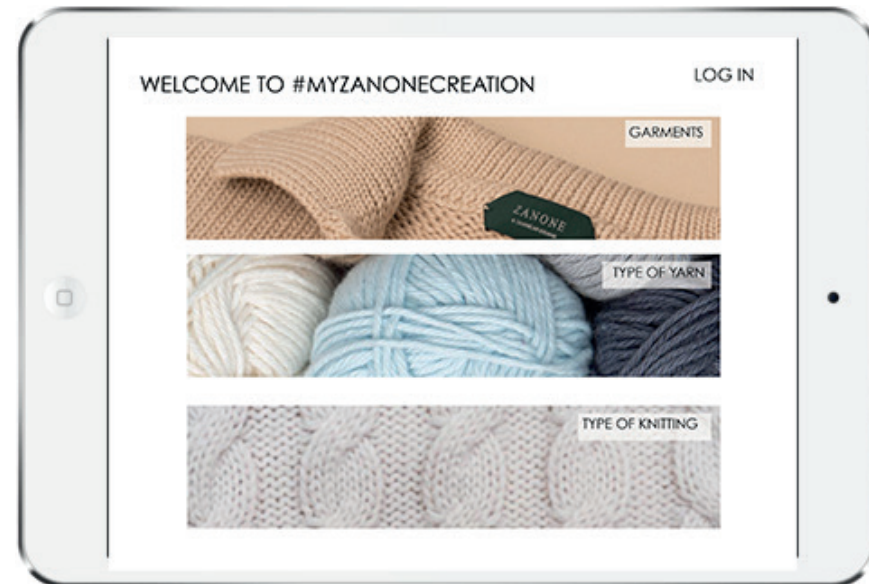 WELCOME TO #MYZANONECREATION
LOG IN
GARMENTS
ZANONE
TYPE OF YARN
TYPE OF KNITTING